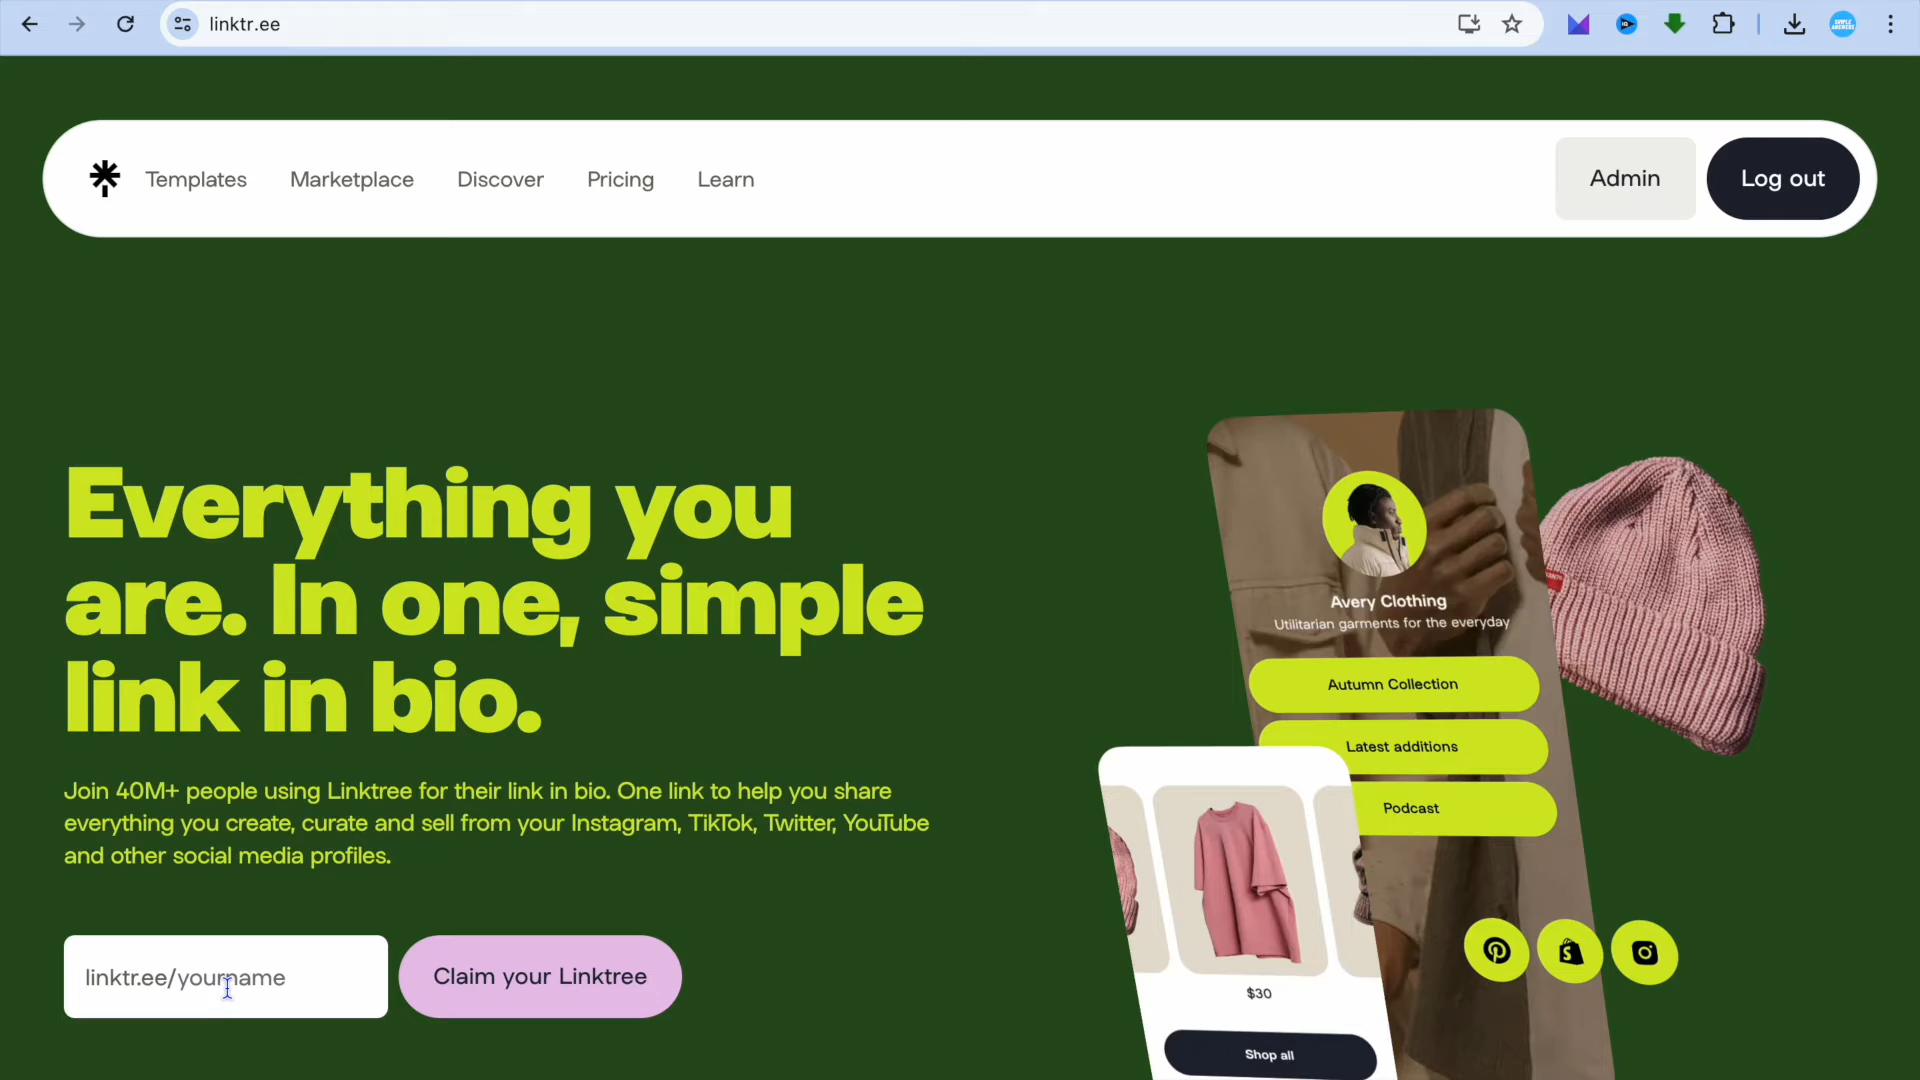 linktr.ee
Templates
Marketplace
Discover
Pricing
Learn
Admin
Log out
Everything you
are. In one, simple
link in bio.
Join 40M+ people using Linktree for their link in bio. One link to help you share
everything you create, curate and sell from your Instagram, TikTok, Twitter, YouTube
and other social media profiles.
linktr.ee/yourname
Claim your Linktree
Avery Clothing
Utilitarian garments for the everyday
Autumn Collection
Latest additions
Podcast
$30
Shop all